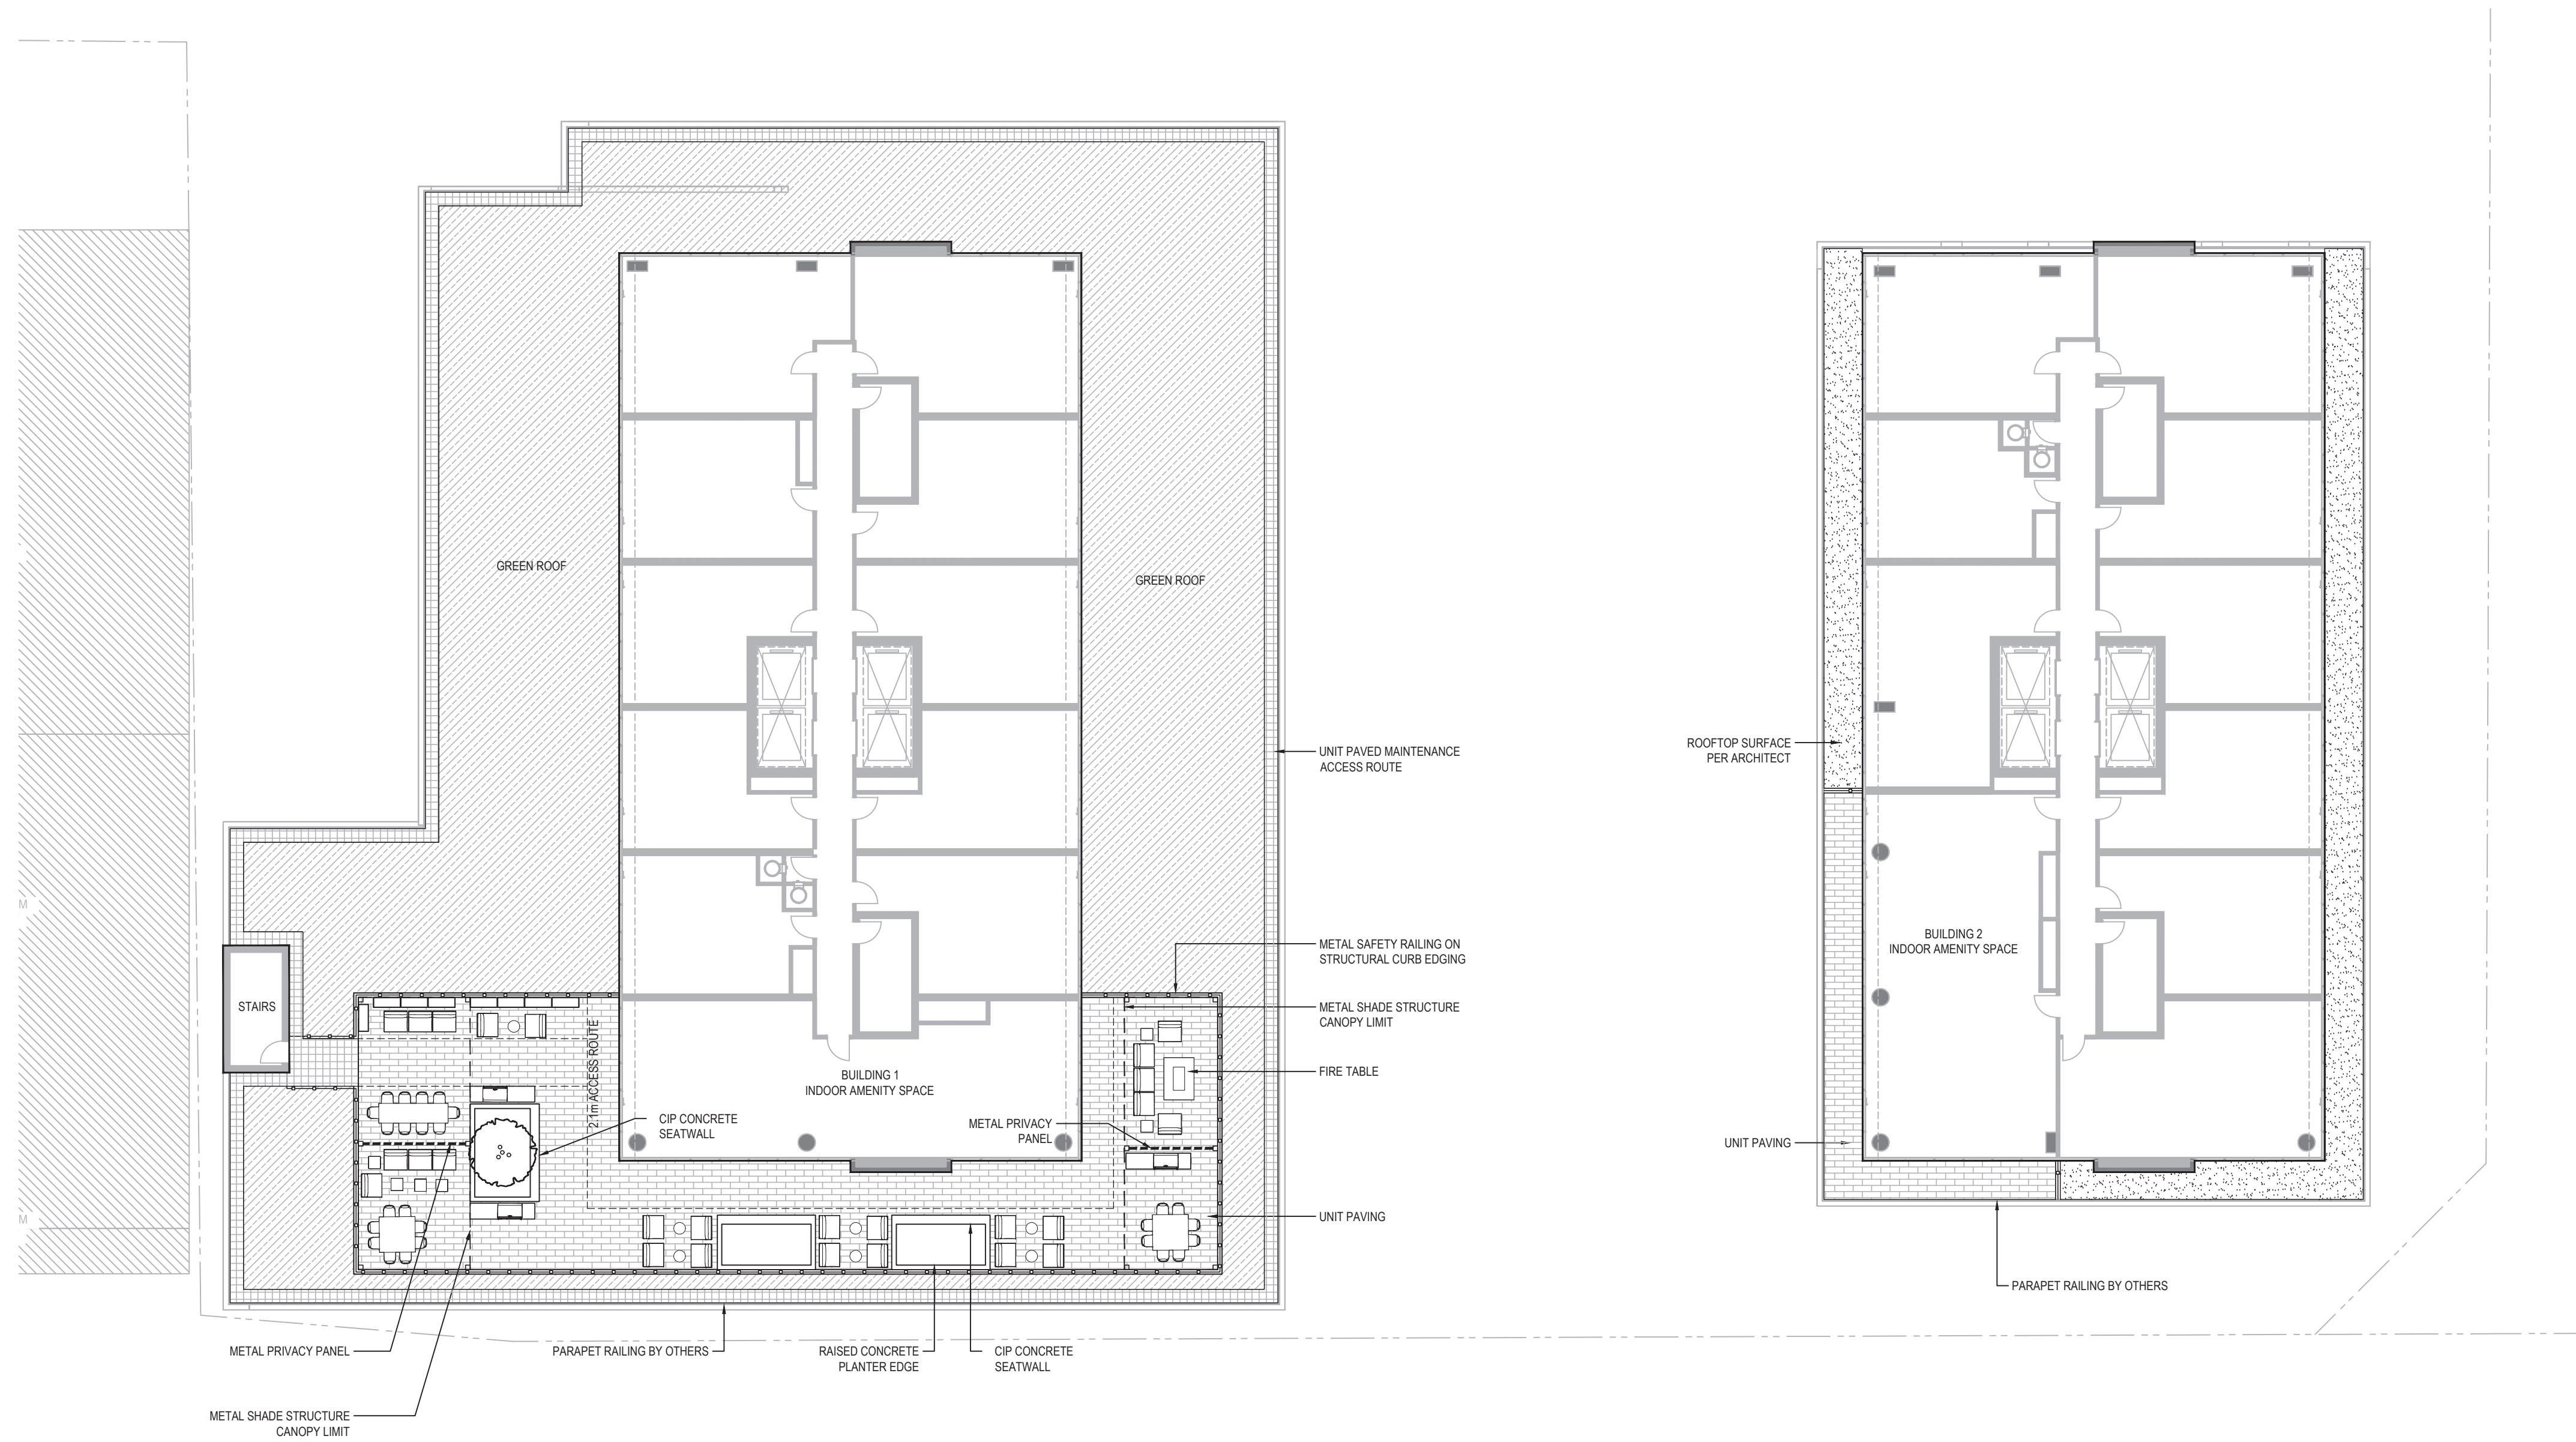 GREEN ROOF
GREEN ROOF
UNIT PAVED MAINTENANCE
ACCESS ROUTE
ROOFTOP SURFACE
PER ARCHITECT
M
BUILDING 2
INDOOR AMENITY SPACE
METAL SAFETY RAILING ON
STRUCTURAL CURB EDGING
STAIRS
METAL SHADE STRUCTURE
CANOPY LIMIT
2.1m ACCESS ROUTE
FIRE TABLE
BUILDING 1
INDOOR AMENITY SPACE
CIP CONCRETE
SEATWALL
METAL PRIVACY
PANEL
UNIT PAVING
M
UNIT PAVING
PARAPET RAILING BY OTHERS
METAL PRIVACY PANEL
PARAPET RAILING BY OTHERS
RAISED CONCRETE
PLANTER EDGE
CIP CONCRETE
SEATWALL
METAL SHADE STRUCTURE
CANOPY LIMIT